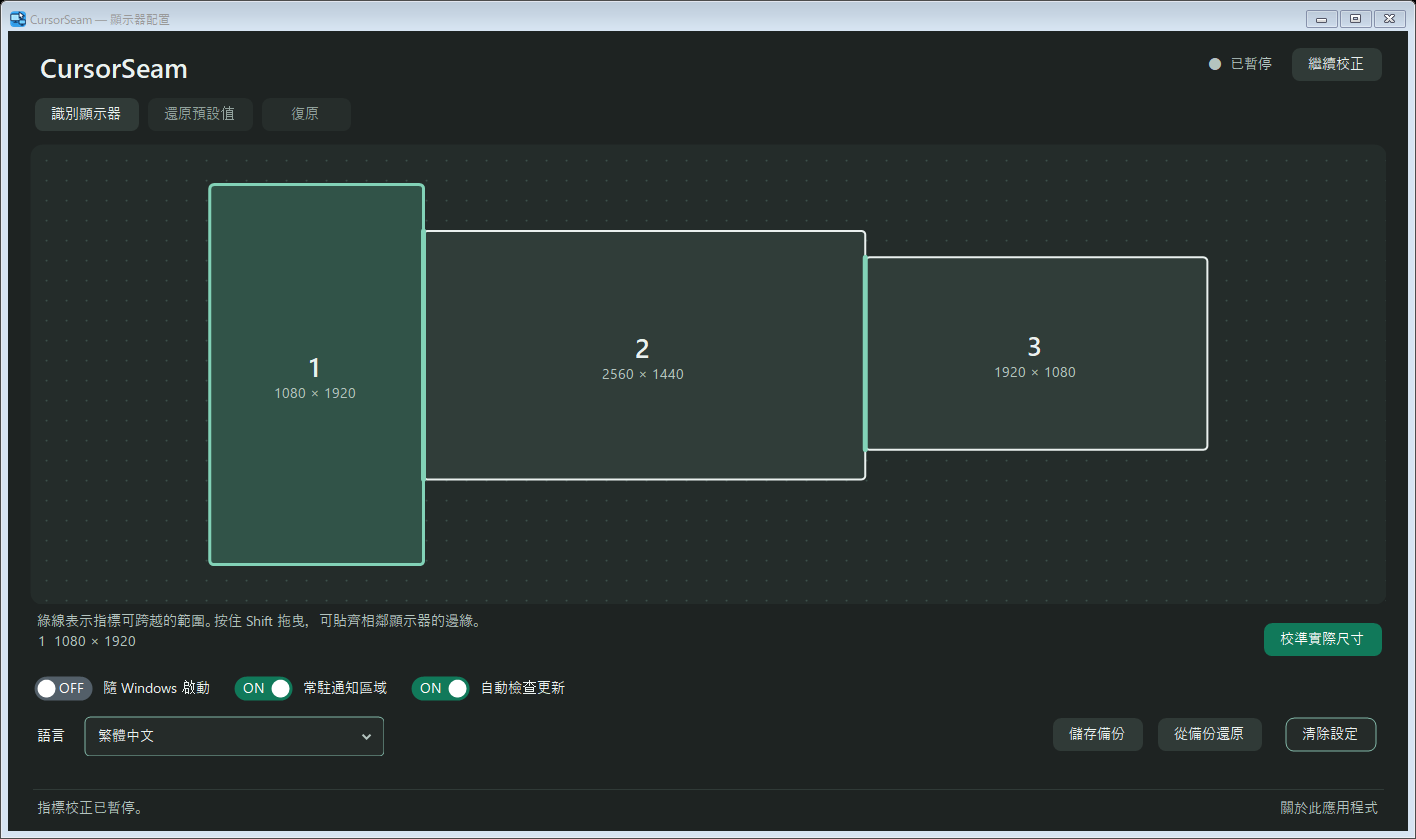 CursorSeam — 顯示器配置
CursorSeam
已暫停
繼續校正
識別顯示器
還原預設值
復原
1
1080 × 1920
2
2560 × 1440
3
1920 × 1080
綠線表示指標可跨越的範圍。按住 Shift 拖曳，可貼齊相鄰顯示器的邊緣。
1 1080 × 1920
校準實際尺寸
OFF 隨 Windows 啟動
ON 常駐通知區域
ON 自動檢查更新
語言
繁體中文
儲存備份
從備份還原
清除設定
指標校正已暫停。
關於此應用程式